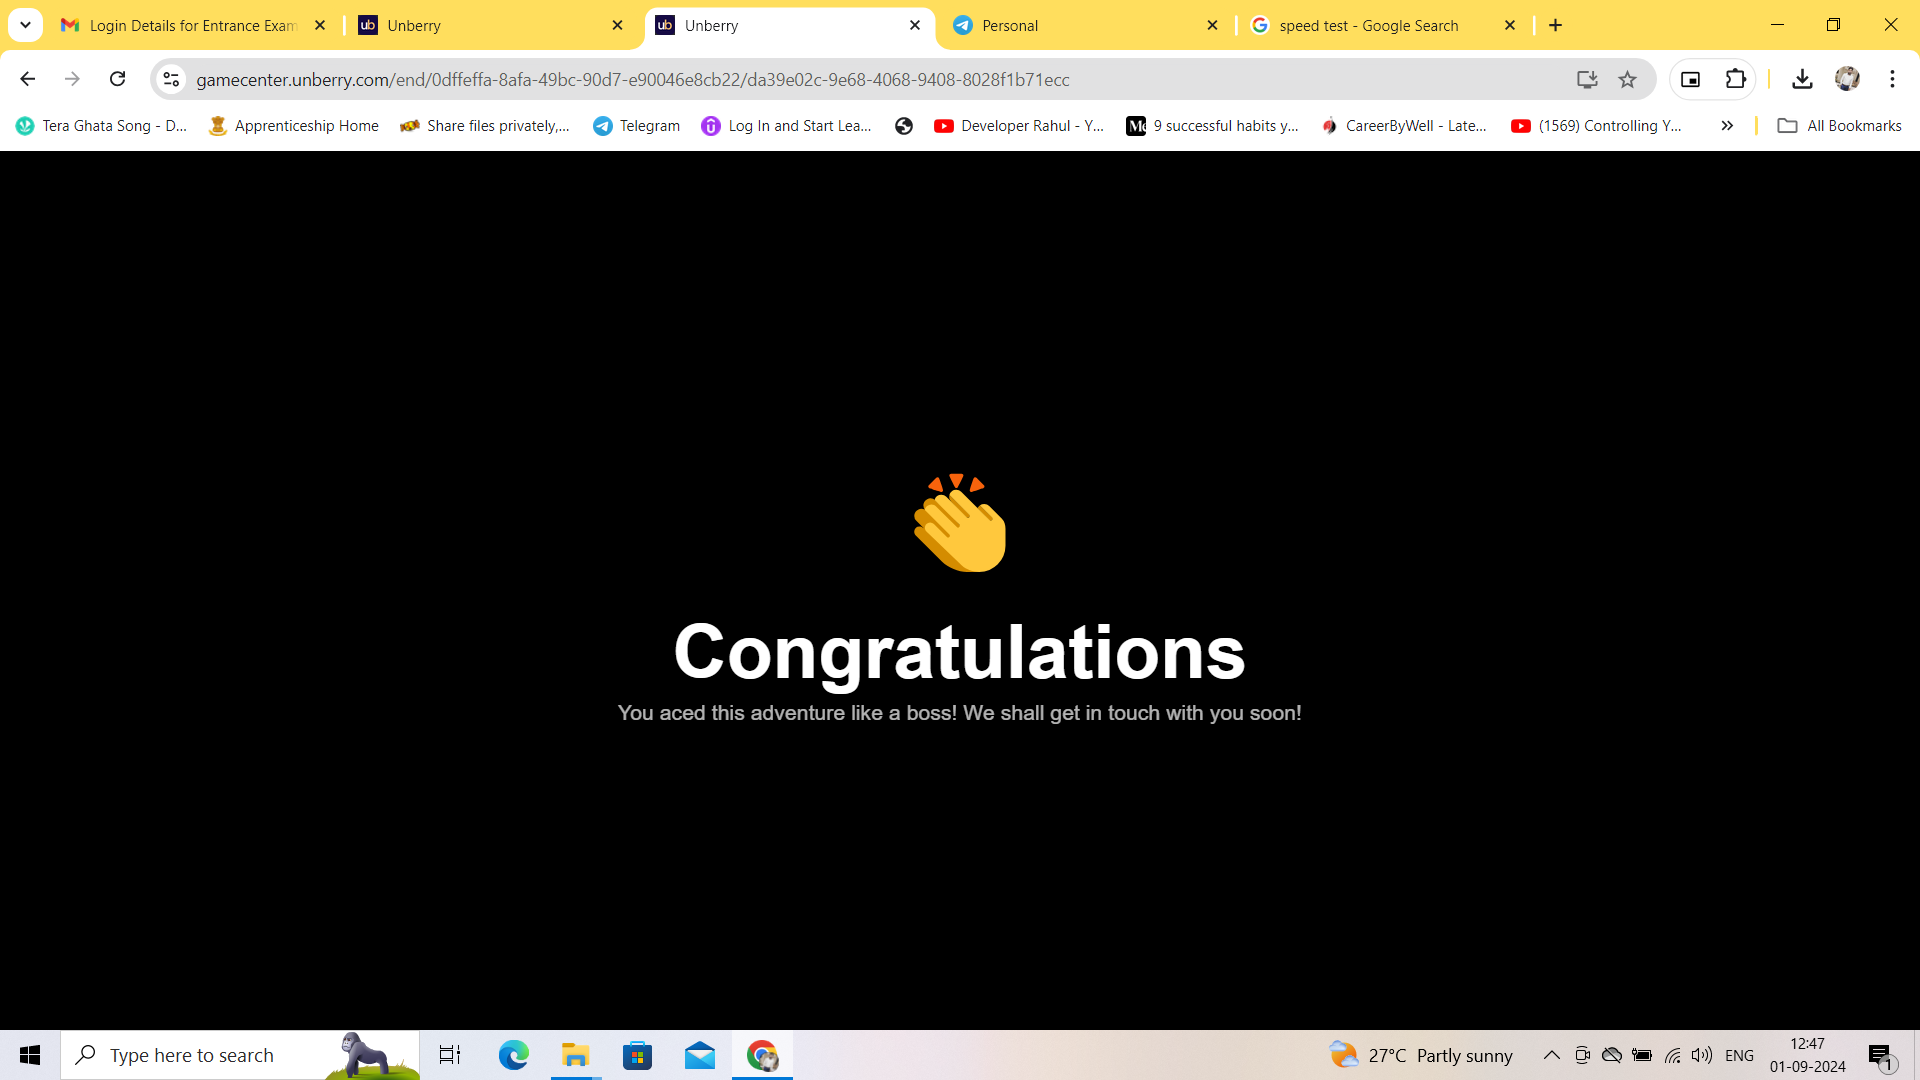 Login Details for Entrance Exam
ub Unberry
ub Unberry
Personal
speed test - Google Search
gamecenter.unberry.com/end/0dffeffa-8afa-49bc-90d7-e90046e8cb22/da39e02c-9e68-4068-9408-8028f1b71ecc
Tera Ghata Song - D...
Apprenticeship Home
Share files privately,...
Telegram
Log In and Start Lea...
Developer Rahul - Y...
9 successful habits y...
CareerByWell - Late...
(1569) Controlling Y...
All Bookmarks
Congratulations
You aced this adventure like a boss! We shall get in touch with you soon!
Type here to search
27°C Partly sunny
ENG
12:47
01-09-2024
1